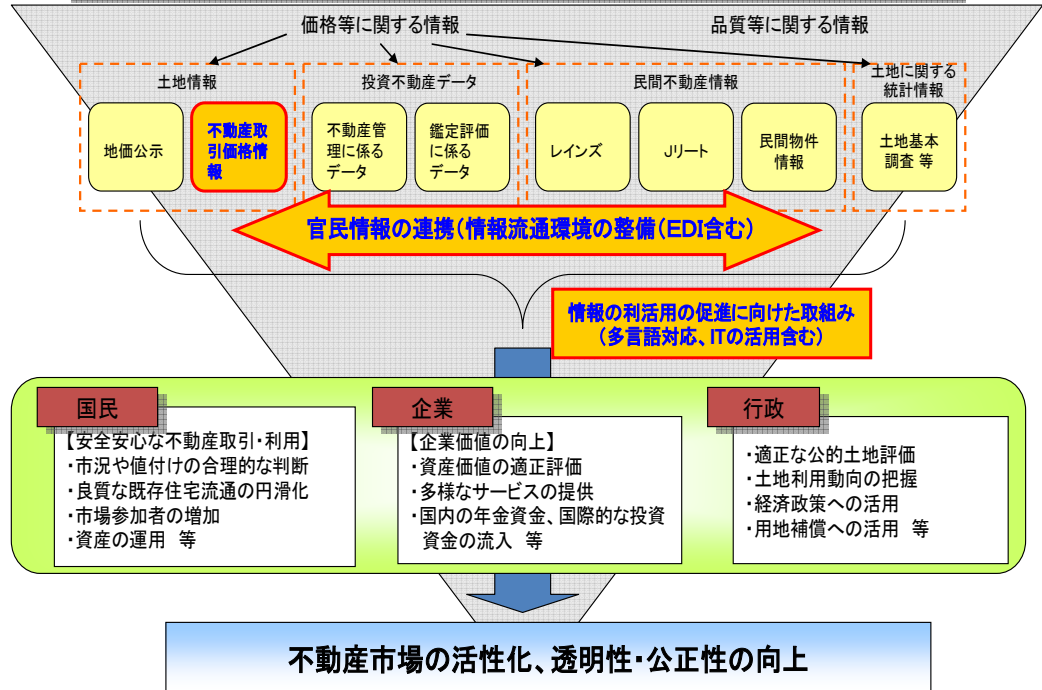 価格等に関する情報
品質等に関する情報
土地情報
投資不動産データ
民間不動産情報
土地に関する
統計情報
地価公示
不動産取
引価格情
報
不動産管
理に係る
データ
鑑定評価
に係る
データ
レインズ
Jリート
民間物件
情報
土地基本
調査 等
官民情報の連携(情報流通環境の整備(EDI含む)
情報の利活用の促進に向けた取組み
(多言語対応、ITの活用含む)
国民
【安全安心な不動産取引・利用】
・市況や値付けの合理的な判断
・良質な既存住宅流通の円滑化
・市場参加者の増加
・資産の運用 等
企業
【企業価値の向上】
・資産価値の適正評価
・多様なサービスの提供
・国内の年金資金、国際的な投資
資金の流入 等
行政
・適正な公的土地評価
・土地利用動向の把握
・経済政策への活用
・用地補償への活用 等
不動産市場の活性化、透明性・公正性の向上